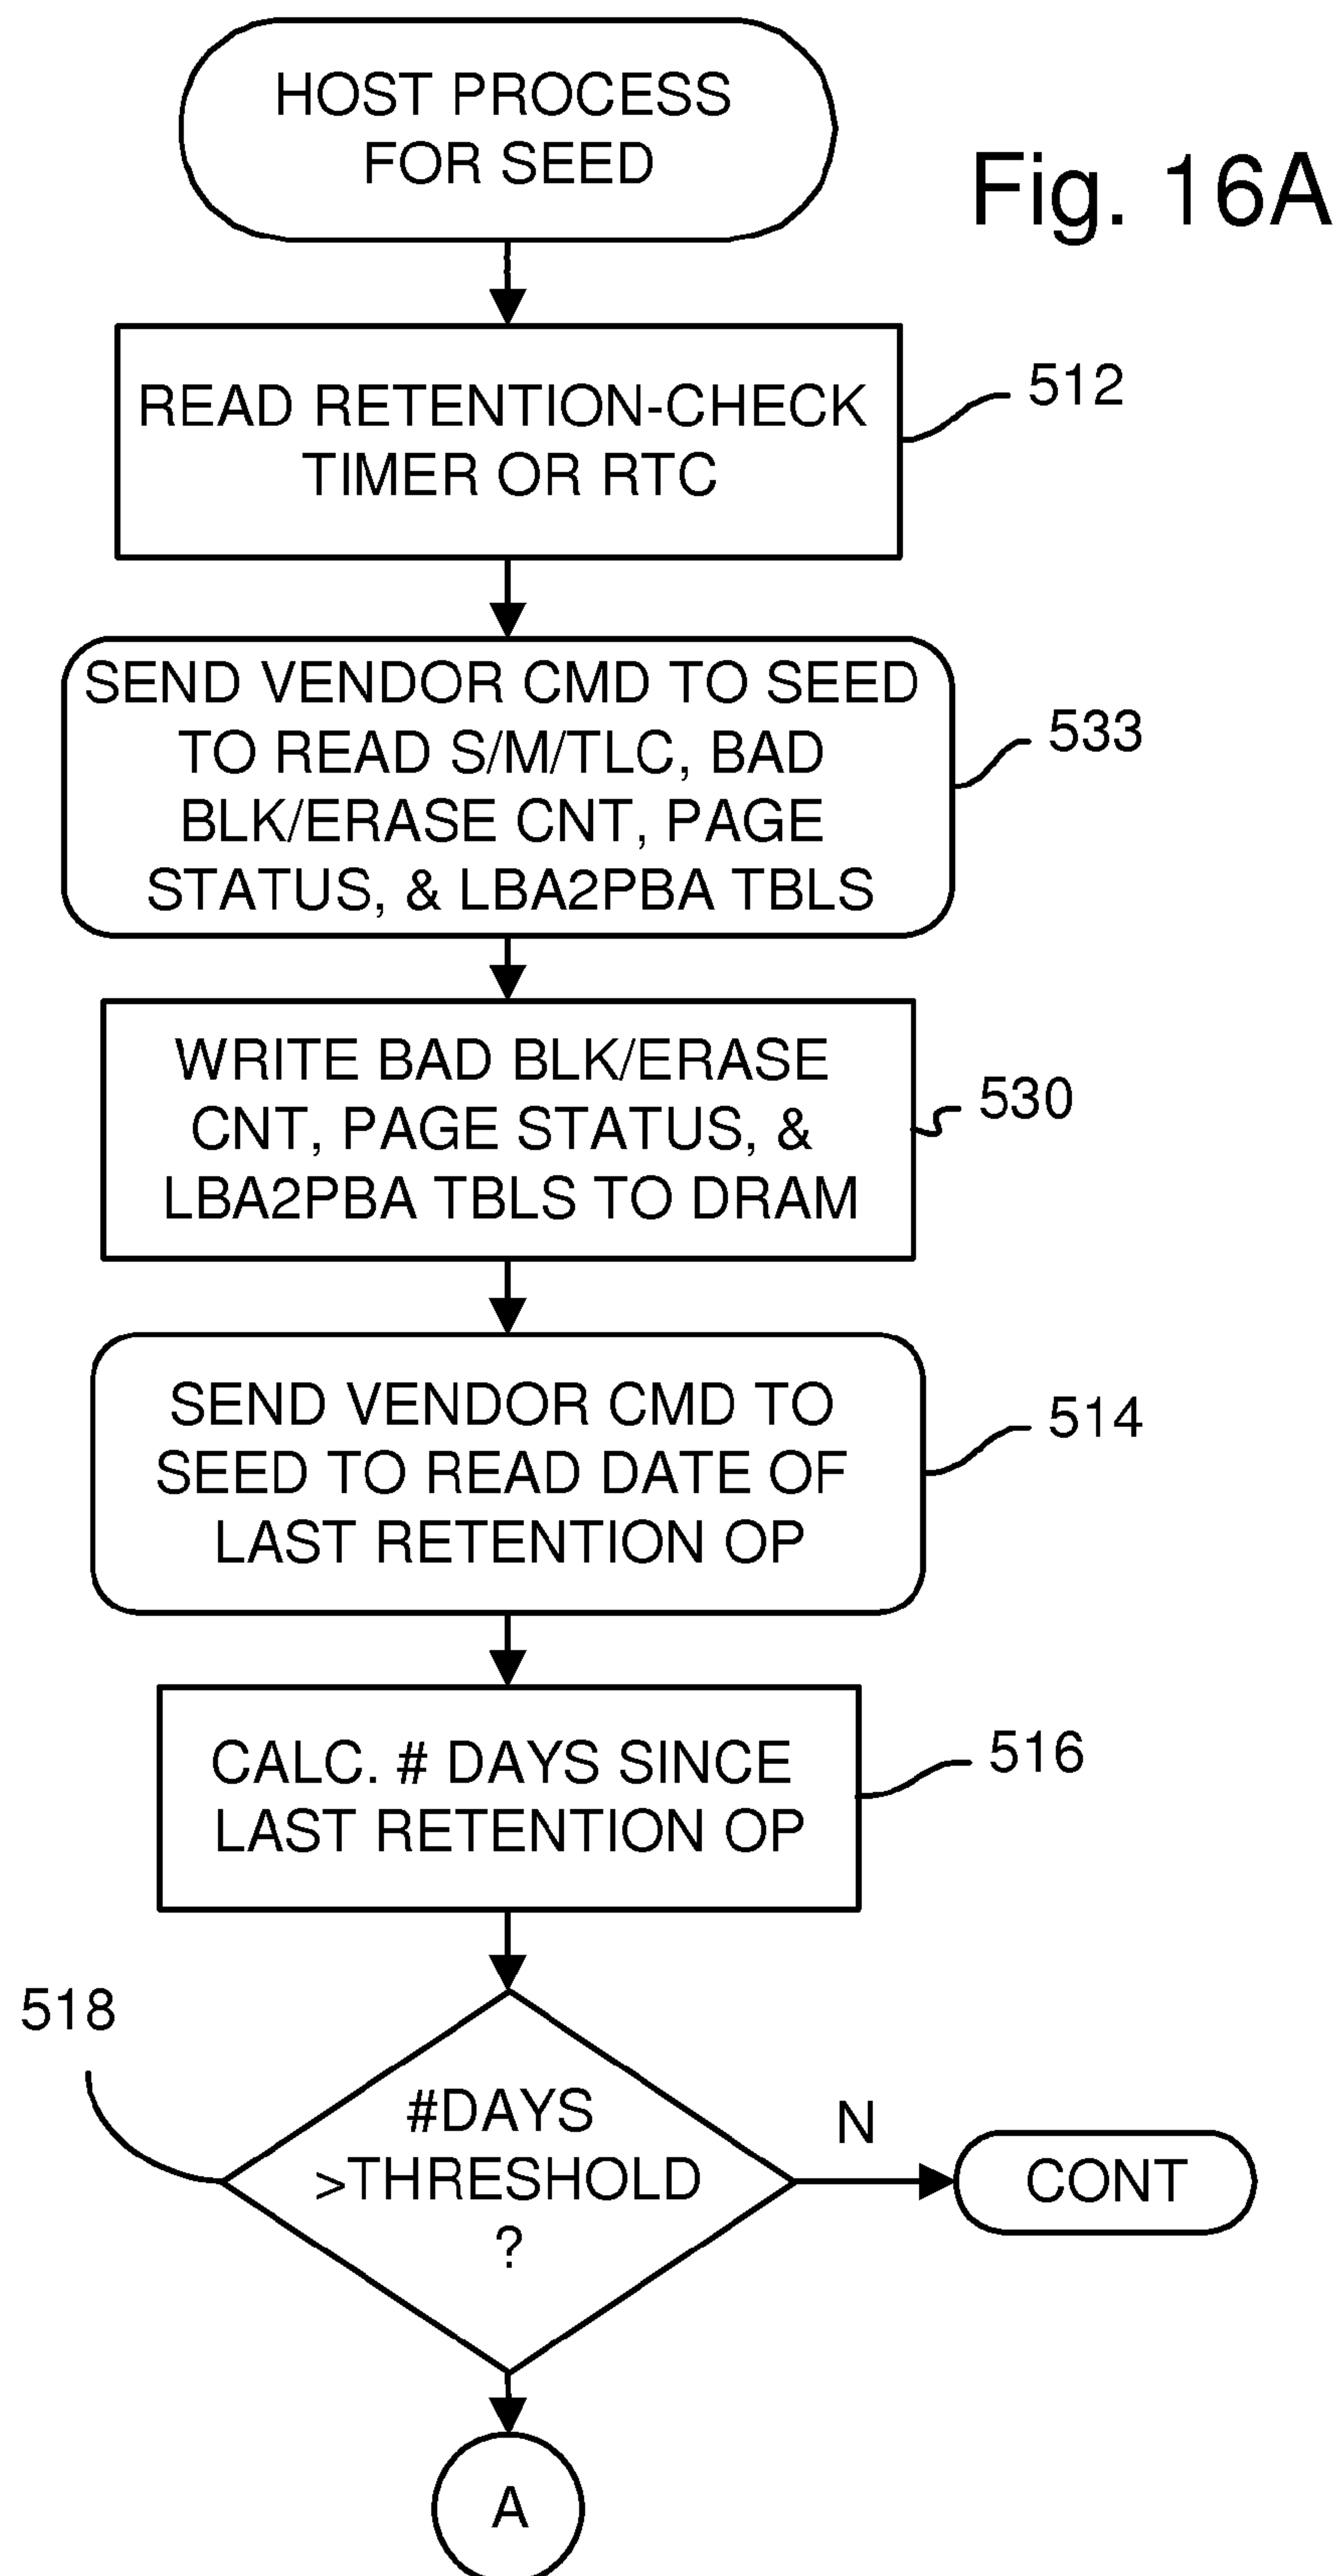 HOST PROCESS
FOR SEED
Fig. 16A
READ RETENTION-CHECK
TIMER OR RTC
512
SEND VENDOR CMD TO SEED
TO READ S/M/TLC, BAD
BLK/ERASE CNT, PAGE
STATUS, & LBA2PBA TBLS
533
WRITE BAD BLK/ERASE
CNT, PAGE STATUS, &
LBA2PBA TBLS TO DRAM
530
SEND VENDOR CMD TO
SEED TO READ DATE OF
LAST RETENTION OP
514
CALC. # DAYS SINCE
LAST RETENTION OP
516
518
#DAYS
>THRESHOLD
?
N
CONT
A